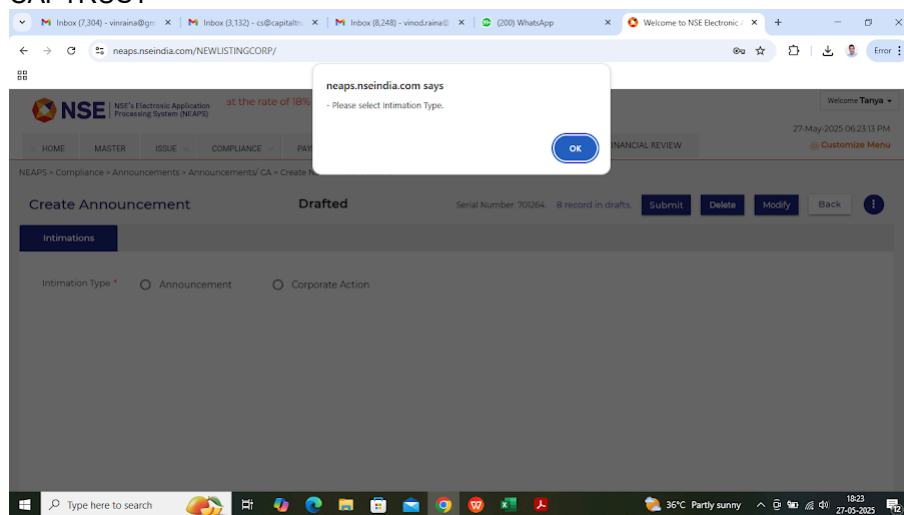 CAPTRUST
Inbox (7,304) - vinraina@gm
Inbox (3,132) - cs@capitaltru
Inbox (8,248) - vinod.raina@
(200) WhatsApp
Welcome to NSE Electronic A
neaps.nseindia.com/NEWLISTINGCORP/
Error
neaps.nseindia.com says
- Please select Intimation Type.
OK
NSE
NSE's Electronic Application
Processing System (NEAPS)
at the rate of 18%
Welcome Tanya
27-May-2025 06:23:13 PM
HOME MASTER ISSUE COMPLIANCE PAY
INANCIAL REVIEW
Customize Menu
NEAPS » Compliance » Announcements » Announcements/ CA » Create N
Create Announcement
Drafted
Serial Number: 701264.
8 record in drafts.
Submit Delete Modify Back
Intimations
Intimation Type *
Announcement
Corporate Action
Type here to search
36°C Partly sunny
18:23
27-05-2025
12